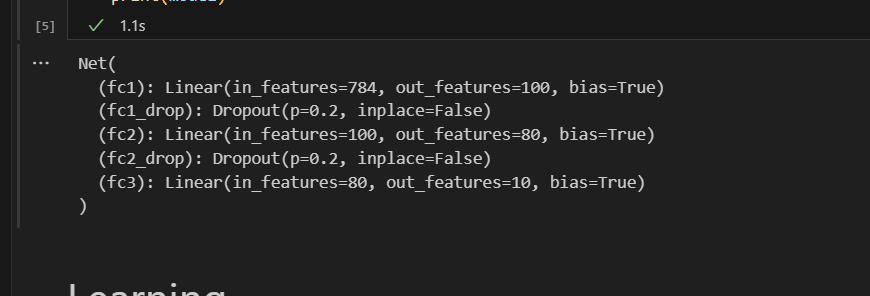 print(model)
[5]
1.1s
...
Net(
  (fc1): Linear(in_features=784, out_features=100, bias=True)
  (fc1_drop): Dropout(p=0.2, inplace=False)
  (fc2): Linear(in_features=100, out_features=80, bias=True)
  (fc2_drop): Dropout(p=0.2, inplace=False)
  (fc3): Linear(in_features=80, out_features=10, bias=True)
)
Learning